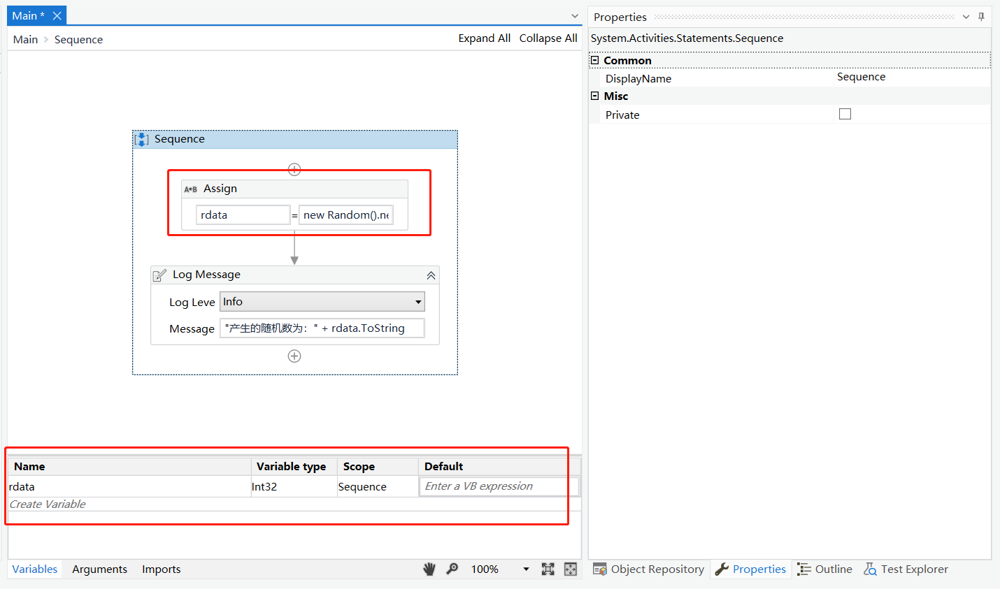 Main *
Main > Sequence
Expand All Collapse All
Sequence
Assign
rdata = new Random().ne
Log Message
Log Leve Info
Message "产生的随机数为：" + rdata.ToString
Name Variable type Scope Default
rdata Int32 Sequence Enter a VB expression
Create Variable
Variables Arguments Imports 100%
Properties
System.Activities.Statements.Sequence
Common
DisplayName Sequence
Misc
Private
Object Repository Properties Outline Test Explorer